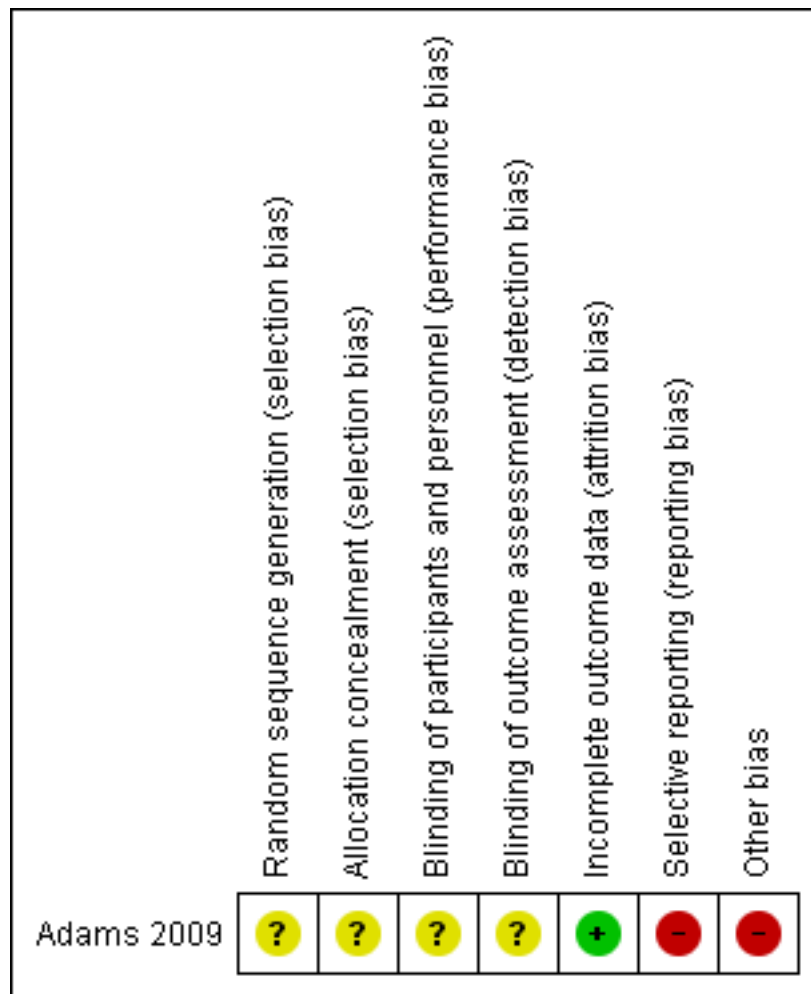 Random sequence generation (selection bias)
Allocation concealment (selection bias)
Blinding of participants and personnel (performance bias)
Blinding of outcome assessment (detection bias)
Incomplete outcome data (attrition bias)
Selective reporting (reporting bias)
Other bias
Adams 2009 ? ? ? ? + - -